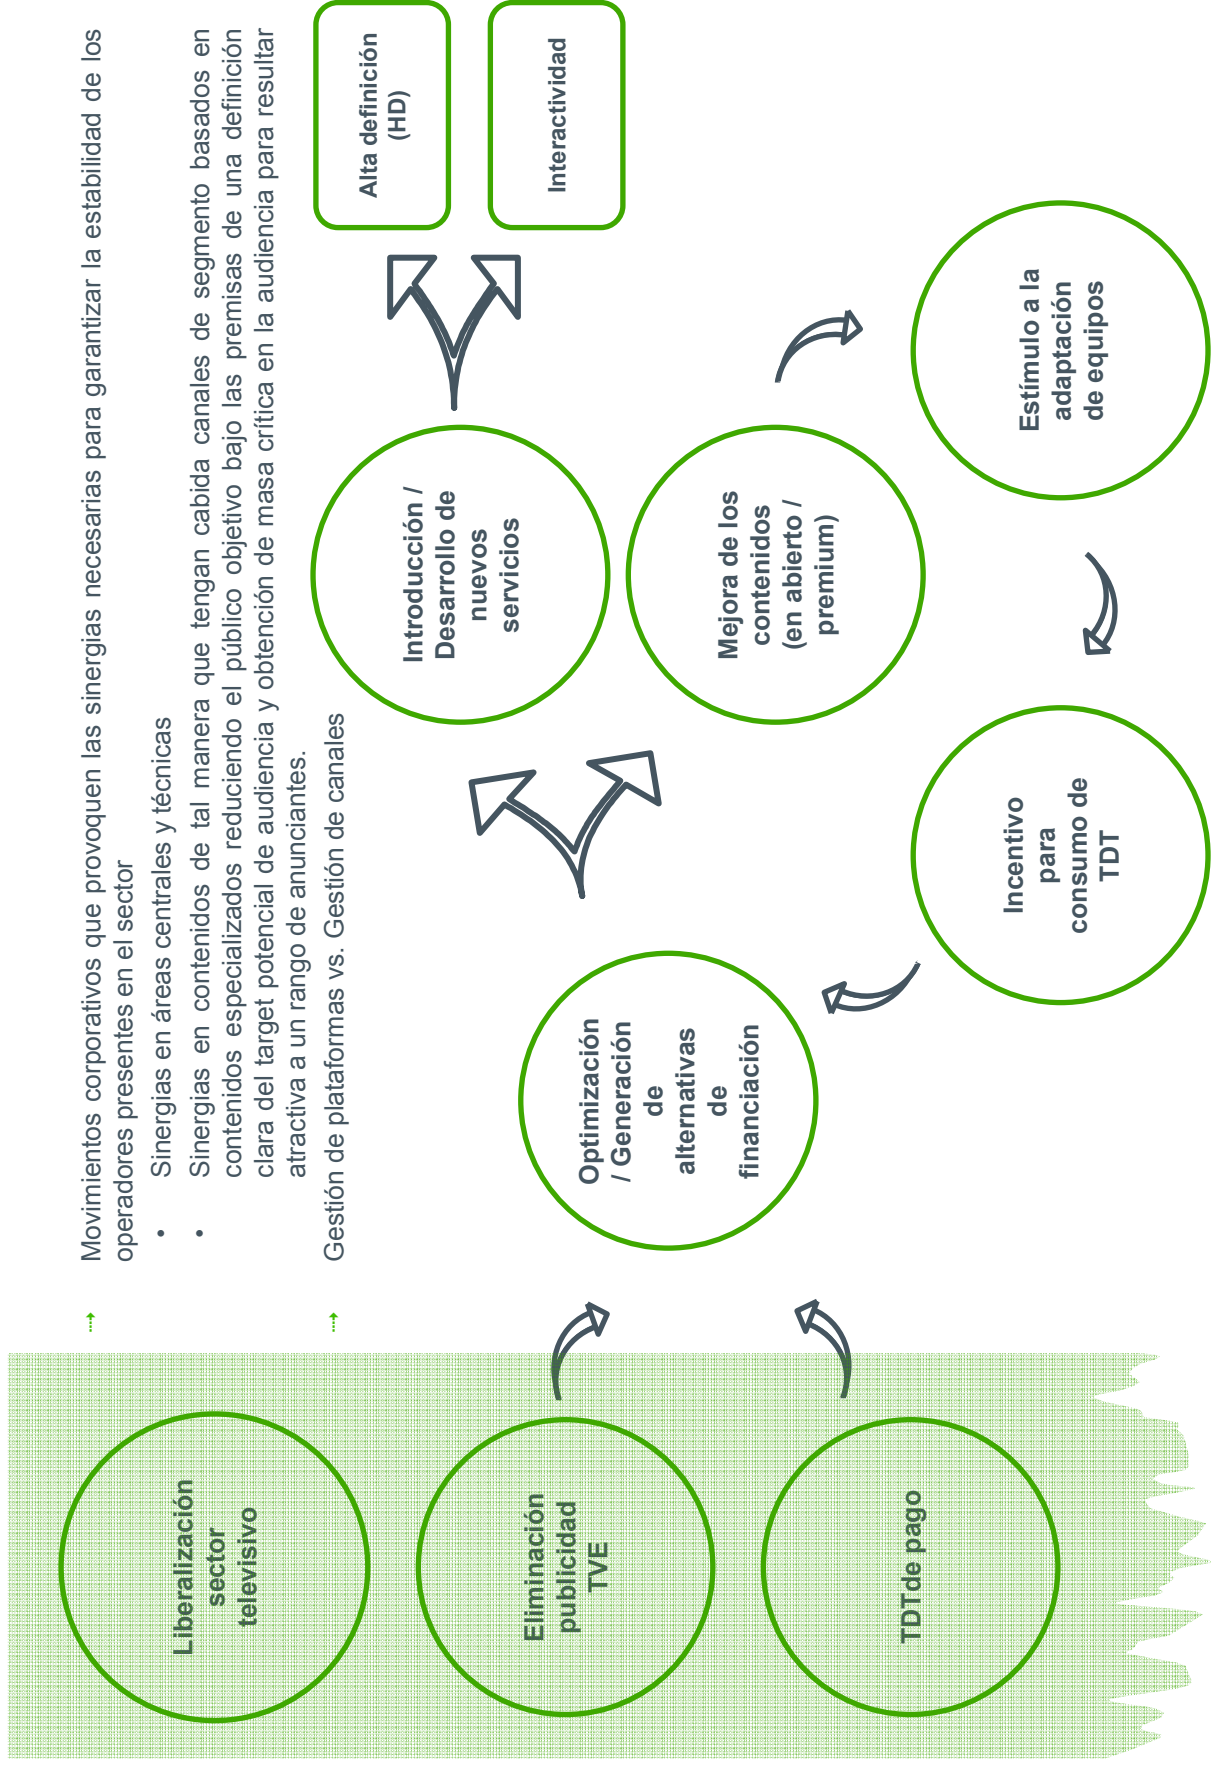 Liberalización
sector
televisivo
→ Movimientos corporativos que provoquen las sinergias necesarias para garantizar la estabilidad de los
operadores presentes en el sector
• Sinergias en áreas centrales y técnicas
• Sinergias en contenidos de tal manera que tengan cabida canales de segmento basados en
contenidos especializados reduciendo el público objetivo bajo las premisas de una definición
clara del target potencial de audiencia y obtención de masa crítica en la audiencia para resultar
atractiva a un rango de anunciantes.
→ Gestión de plataformas vs. Gestión de canales
Eliminación
publicidad
TVE
TDTde pago
Optimización
/ Generación
de
alternativas
de
financiación
Introducción /
Desarrollo de
nuevos
servicios
Alta definición
(HD)
Interactividad
Mejora de los
contenidos
(en abierto /
premium)
Estímulo a la
adaptación
de equipos
Incentivo
para
consumo de
TDT